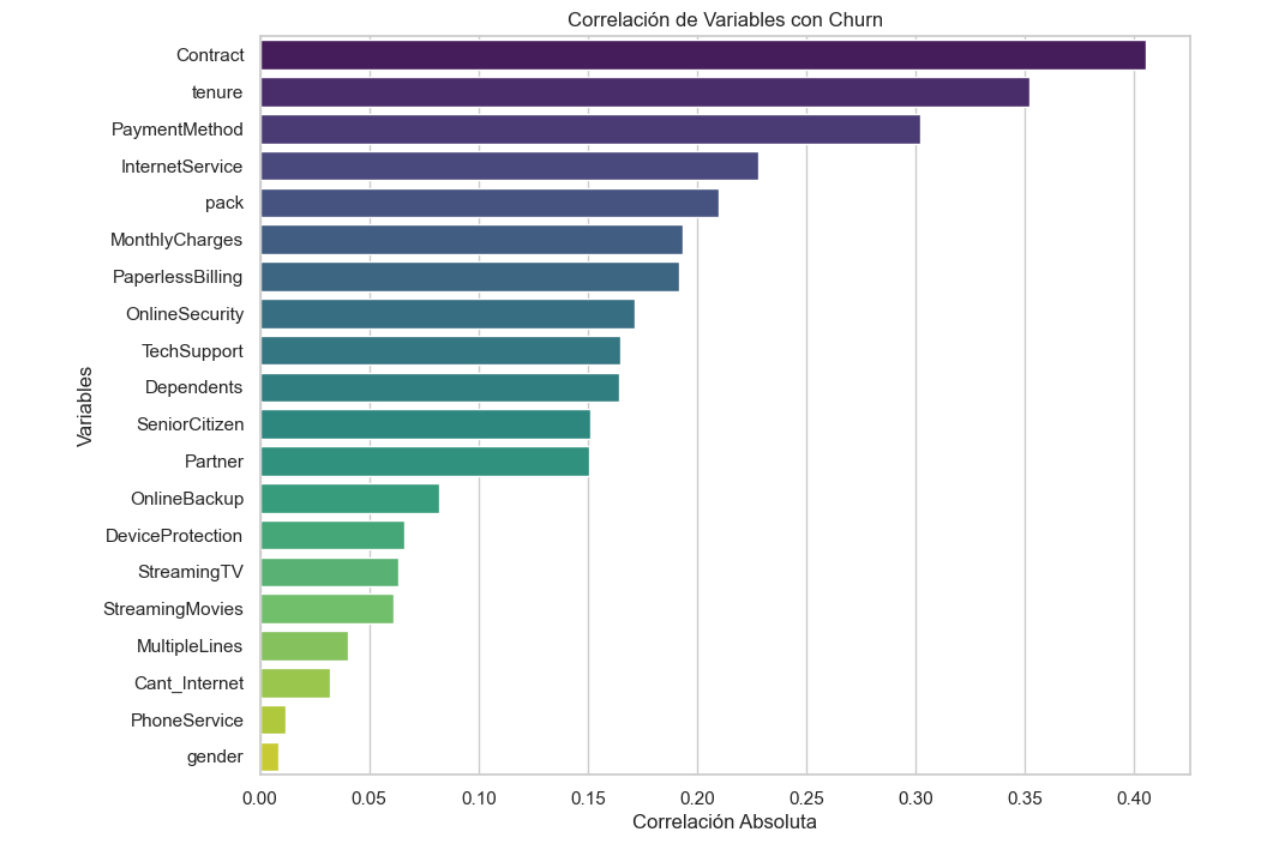 Correlación de Variables con Churn
Contract
tenure
PaymentMethod
InternetService
pack
MonthlyCharges
PaperlessBilling
OnlineSecurity
TechSupport
Dependents
SeniorCitizen
Partner
OnlineBackup
DeviceProtection
StreamingTV
StreamingMovies
MultipleLines
Cant_Internet
PhoneService
gender
Variables
0.00 0.05 0.10 0.15 0.20 0.25 0.30 0.35 0.40
Correlación Absoluta